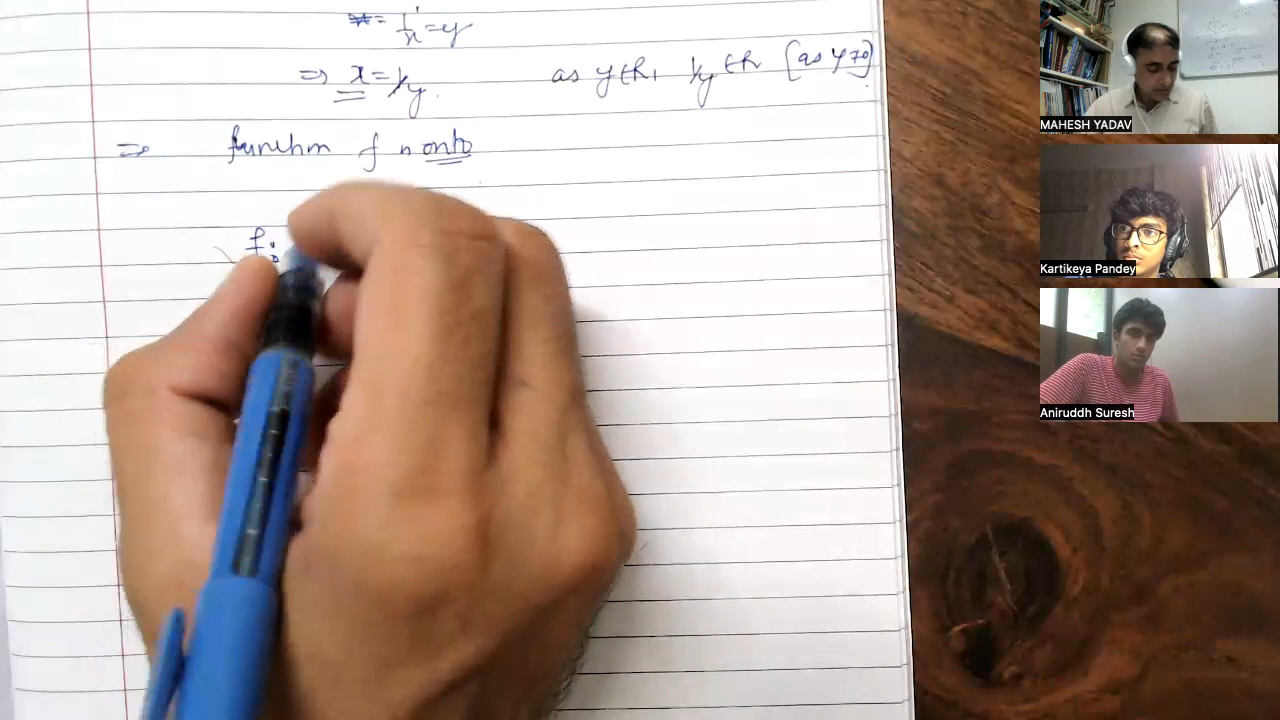 = 1/x = y
⇒ x = 1/y. as y ∈ R, 1/y ∈ R [as y≠0]
⇒ function f is onto
f:
MAHESH YADAV
Kartikeya Pandey
Aniruddh Suresh